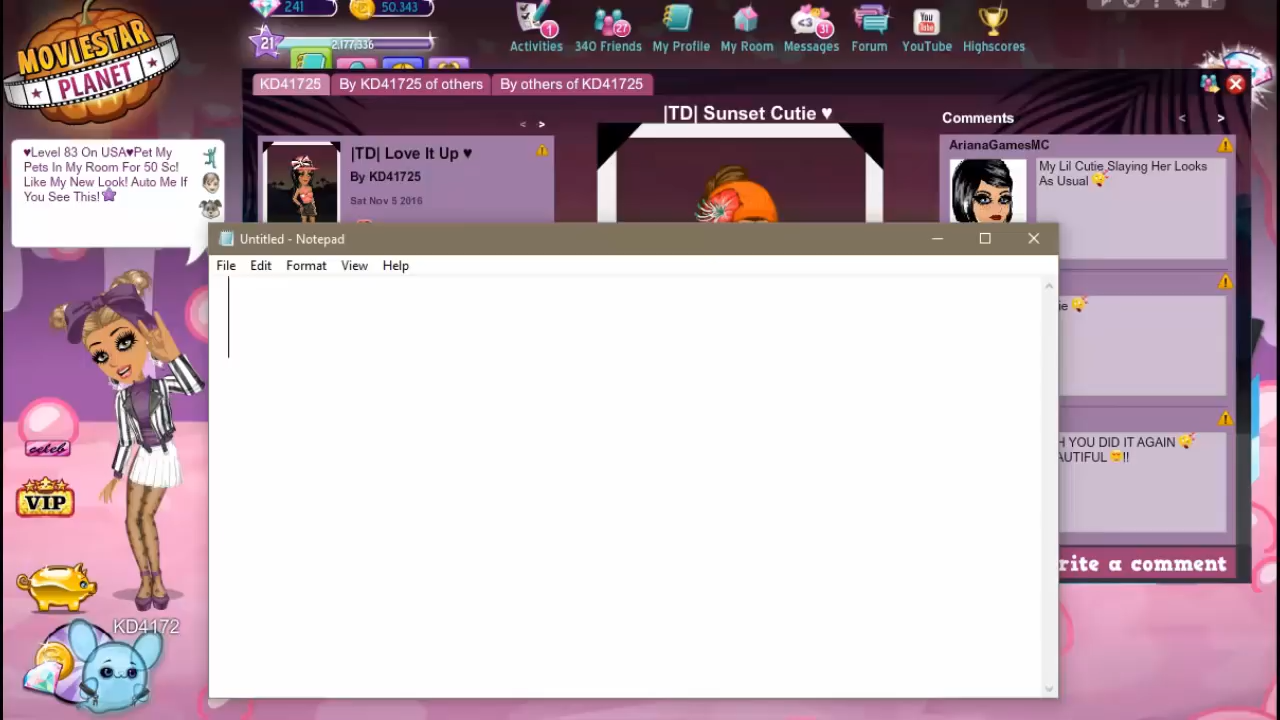 MOVIESTAR
PLANET
241
50.343
21
2,177,336
1
27
31
Activities
340 Friends
My Profile
My Room
Messages
Forum
You
Tube
YouTube
Highscores
KD41725
By KD41725 of others
By others of KD41725
♥Level 83 On USA♥Pet My
Pets In My Room For 50 Sc!
Like My New Look! Auto Me If
You See This!
< >
|TD| Love It Up ♥
By KD41725
Sat Nov 5 2016
|TD| Sunset Cutie ♥
Comments
< >
ArianaGamesMC
My Lil Cutie Slaying Her Looks
As Usual
ie
H YOU DID IT AGAIN
AUTIFUL !!
rite a comment
Untitled - Notepad
File Edit Format View Help
celeb
VIP
KD4172